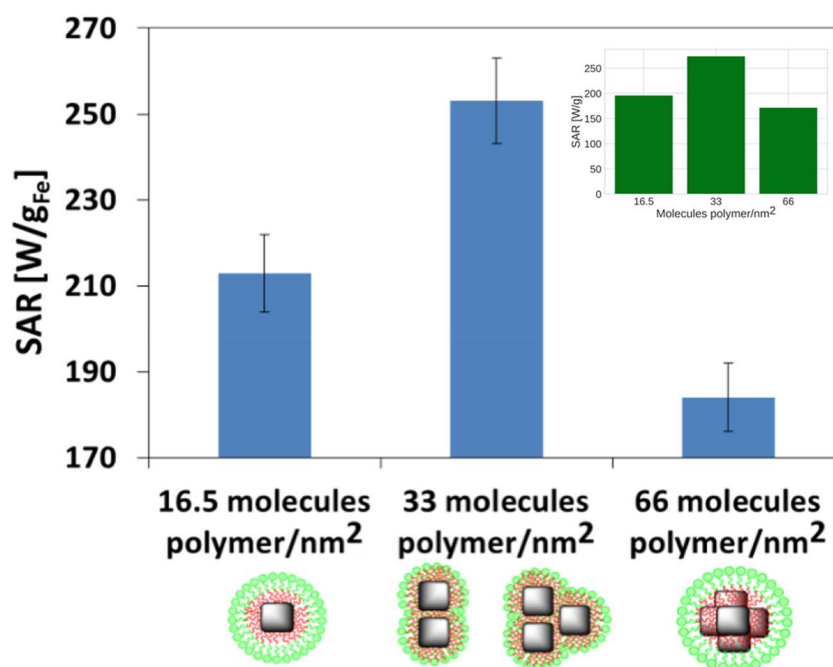 270
250
230
210
190
170
SAR [W/gFe]
250
200
150
100
50
0
SAR [W/g]
16.5 33 66
Molecules polymer/nm²
16.5 molecules polymer/nm²
33 molecules polymer/nm²
66 molecules polymer/nm²